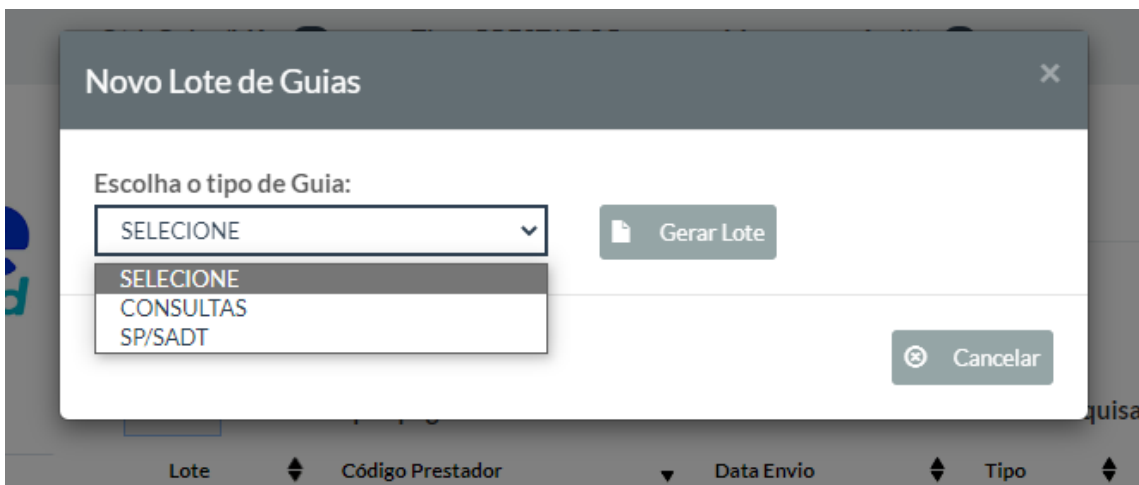 Novo Lote de Guias
×
Escolha o tipo de Guia:
SELECIONE
Gerar Lote
SELECIONE
CONSULTAS
SP/SADT
Cancelar
quisa
Lote Código Prestador Data Envio Tipo